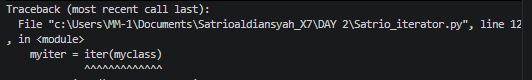 Traceback (most recent call last):
  File "c:\Users\MM-1\Documents\Satrioaldiansyah_X7\DAY 2\Satrio_iterator.py", line 12
, in <module>
    myiter = iter(myclass)
             ^^^^^^^^^^^^^